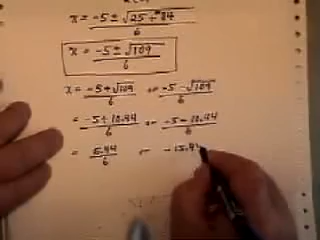 x = -5 ± √25 + 84 / 6
x = -5 ± √109 / 6
x = -5 + √109 / 6 or -5 - √109 / 6
= -5 + 10.44 / 6 or -5 - 10.44 / 6
= 5.44 / 6 or -15.44